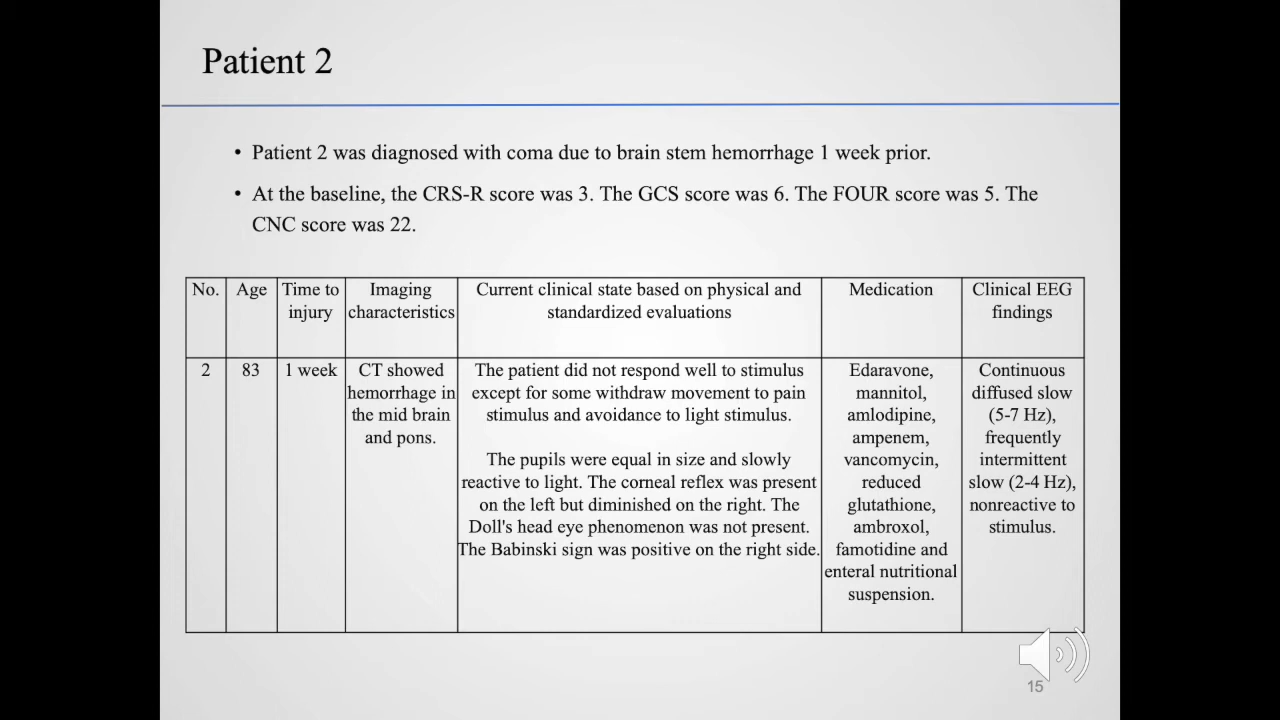 Patient 2
• Patient 2 was diagnosed with coma due to brain stem hemorrhage 1 week prior.
• At the baseline, the CRS-R score was 3. The GCS score was 6. The FOUR score was 5. The
CNC score was 22.
No.
Age
Time to
injury
Imaging
characteristics
Current clinical state based on physical and
standardized evaluations
Medication
Clinical EEG
findings
2
83
1 week
CT showed
hemorrhage in
the mid brain
and pons.
The patient did not respond well to stimulus
except for some withdraw movement to pain
stimulus and avoidance to light stimulus.
The pupils were equal in size and slowly
reactive to light. The corneal reflex was present
on the left but diminished on the right. The
Doll's head eye phenomenon was not present.
The Babinski sign was positive on the right side.
Edaravone,
mannitol,
amlodipine,
ampenem,
vancomycin,
reduced
glutathione,
ambroxol,
famotidine and
enteral nutritional
suspension.
Continuous
diffused slow
(5-7 Hz),
frequently
intermittent
slow (2-4 Hz),
nonreactive to
stimulus.
15